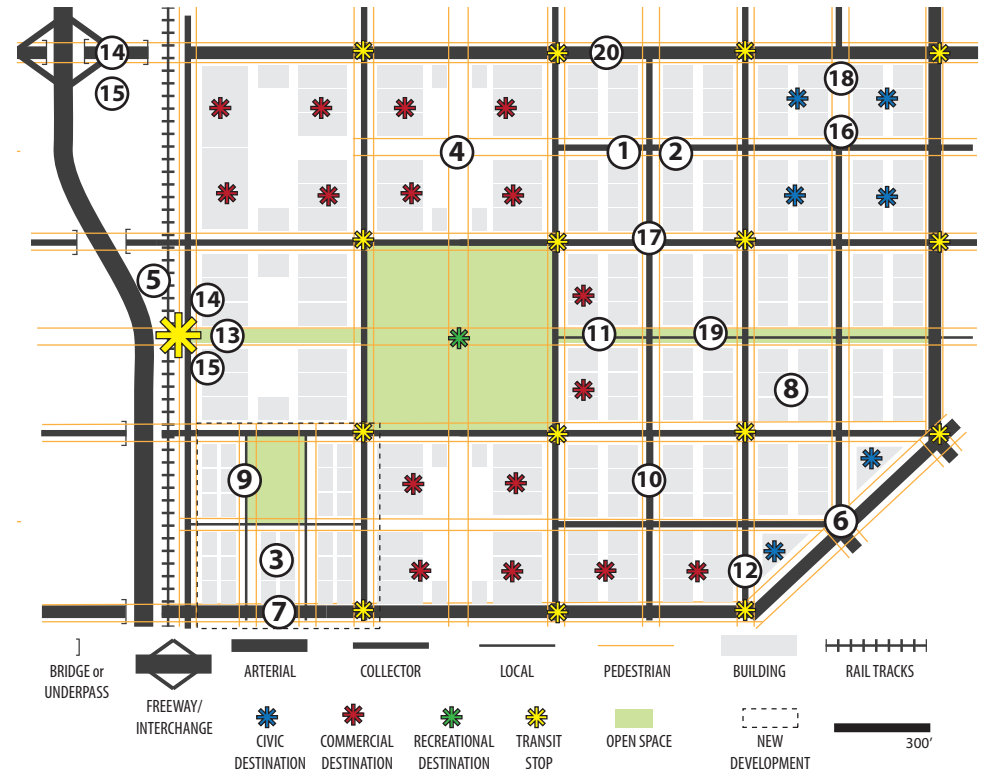 14
20
18
15
16
4
1
2
17
5
14
13
11
19
15
8
9
10
6
3
12
7
]
BRIDGE or
UNDERPASS
FREEWAY/
INTERCHANGE
ARTERIAL
COLLECTOR
LOCAL
PEDESTRIAN
BUILDING
RAIL TRACKS
CIVIC
DESTINATION
COMMERCIAL
DESTINATION
RECREATIONAL
DESTINATION
TRANSIT
STOP
OPEN SPACE
NEW
DEVELOPMENT
300'